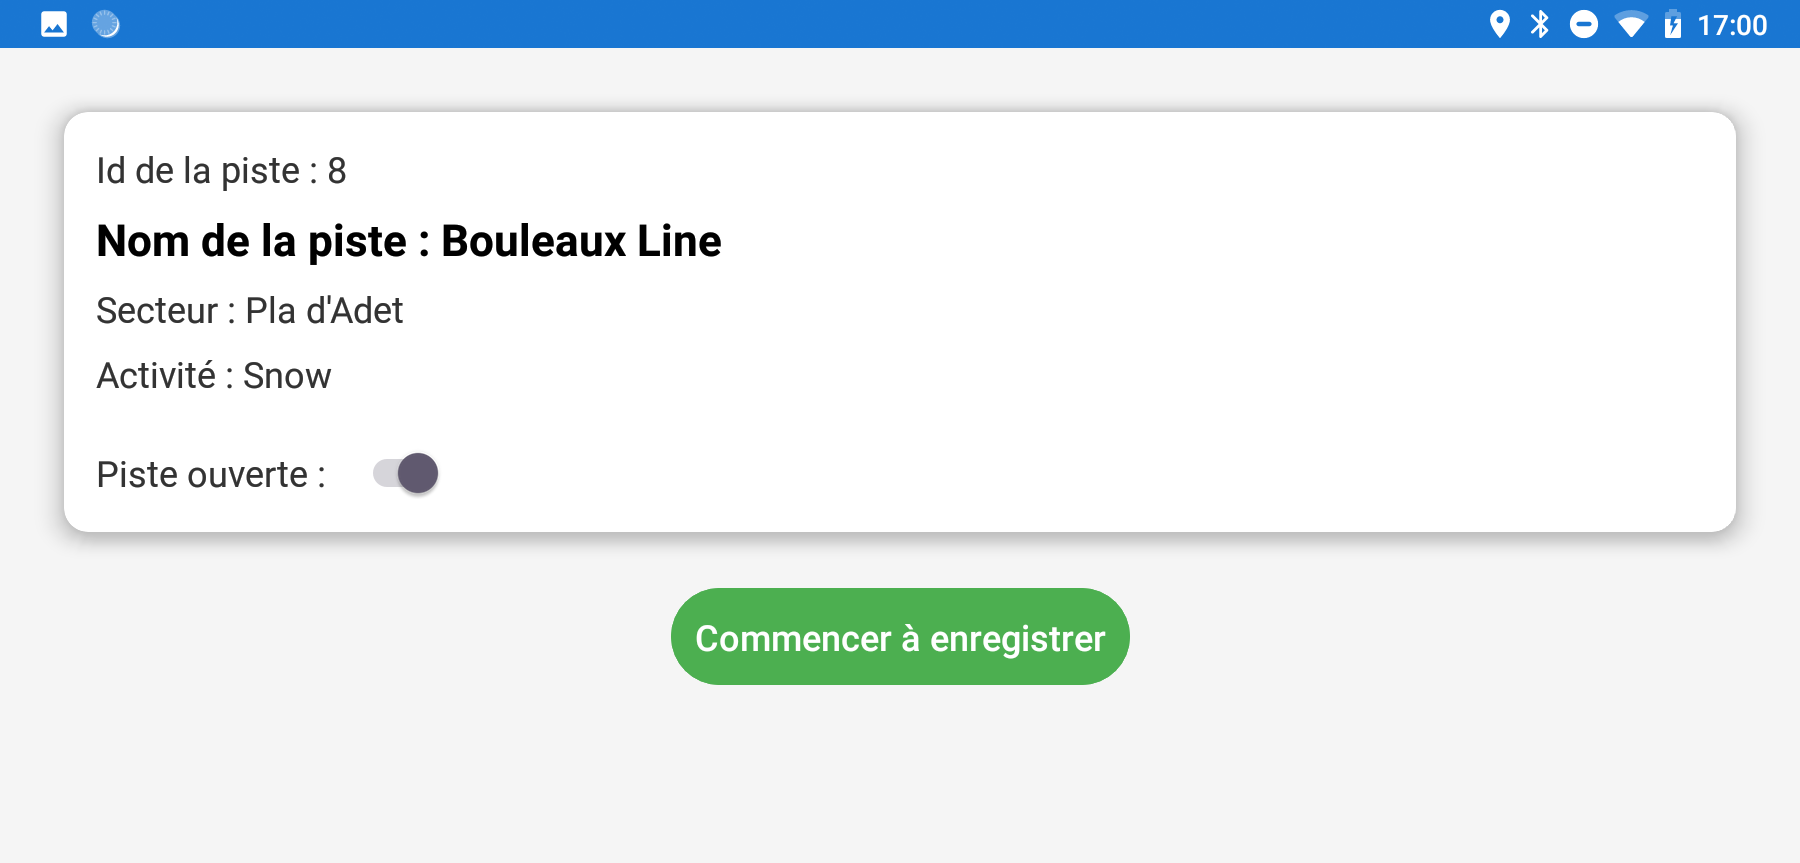 17:00
Id de la piste : 8
Nom de la piste : Bouleaux Line
Secteur : Pla d'Adet
Activité : Snow
Piste ouverte :
Commencer à enregistrer